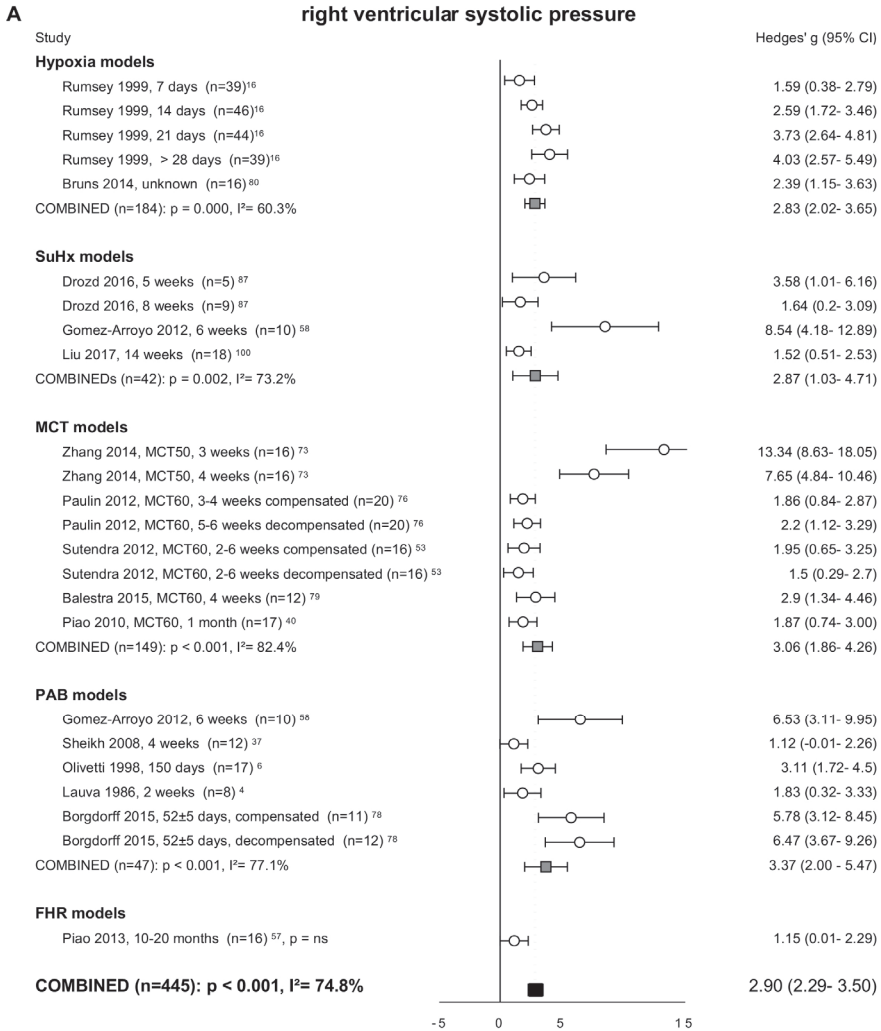 A
right ventricular systolic pressure
Study Hedges' g (95% CI)
Hypoxia models
Rumsey 1999, 7 days (n=39)¹⁶ 1.59 (0.38- 2.79)
Rumsey 1999, 14 days (n=46)¹⁶ 2.59 (1.72- 3.46)
Rumsey 1999, 21 days (n=44)¹⁶ 3.73 (2.64- 4.81)
Rumsey 1999, > 28 days (n=39)¹⁶ 4.03 (2.57- 5.49)
Bruns 2014, unknown (n=16) ⁸⁰ 2.39 (1.15- 3.63)
COMBINED (n=184): p = 0.000, I²= 60.3% 2.83 (2.02- 3.65)
SuHx models
Drozd 2016, 5 weeks (n=5) ⁸⁷ 3.58 (1.01- 6.16)
Drozd 2016, 8 weeks (n=9) ⁸⁷ 1.64 (0.2- 3.09)
Gomez-Arroyo 2012, 6 weeks (n=10) ⁵⁸ 8.54 (4.18- 12.89)
Liu 2017, 14 weeks (n=18) ¹⁰⁰ 1.52 (0.51- 2.53)
COMBINEDs (n=42): p = 0.002, I²= 73.2% 2.87 (1.03- 4.71)
MCT models
Zhang 2014, MCT50, 3 weeks (n=16) ⁷³ 13.34 (8.63- 18.05)
Zhang 2014, MCT50, 4 weeks (n=16) ⁷³ 7.65 (4.84- 10.46)
Paulin 2012, MCT60, 3-4 weeks compensated (n=20) ⁷⁶ 1.86 (0.84- 2.87)
Paulin 2012, MCT60, 5-6 weeks decompensated (n=20) ⁷⁶ 2.2 (1.12- 3.29)
Sutendra 2012, MCT60, 2-6 weeks compensated (n=16) ⁵³ 1.95 (0.65- 3.25)
Sutendra 2012, MCT60, 2-6 weeks decompensated (n=16) ⁵³ 1.5 (0.29- 2.7)
Balestra 2015, MCT60, 4 weeks (n=12) ⁷⁹ 2.9 (1.34- 4.46)
Piao 2010, MCT60, 1 month (n=17) ⁴⁰ 1.87 (0.74- 3.00)
COMBINED (n=149): p < 0.001, I²= 82.4% 3.06 (1.86- 4.26)
PAB models
Gomez-Arroyo 2012, 6 weeks (n=10) ⁵⁸ 6.53 (3.11- 9.95)
Sheikh 2008, 4 weeks (n=12) ³⁷ 1.12 (-0.01- 2.26)
Olivetti 1998, 150 days (n=17) ⁶ 3.11 (1.72- 4.5)
Lauva 1986, 2 weeks (n=8) ⁴ 1.83 (0.32- 3.33)
Borgdorff 2015, 52±5 days, compensated (n=11) ⁷⁸ 5.78 (3.12- 8.45)
Borgdorff 2015, 52±5 days, decompensated (n=12) ⁷⁸ 6.47 (3.67- 9.26)
COMBINED (n=47): p < 0.001, I²= 77.1% 3.37 (2.00 - 5.47)
FHR models
Piao 2013, 10-20 months (n=16) ⁵⁷, p = ns 1.15 (0.01- 2.29)
COMBINED (n=445): p < 0.001, I²= 74.8% 2.90 (2.29- 3.50)
-5 0 5 15